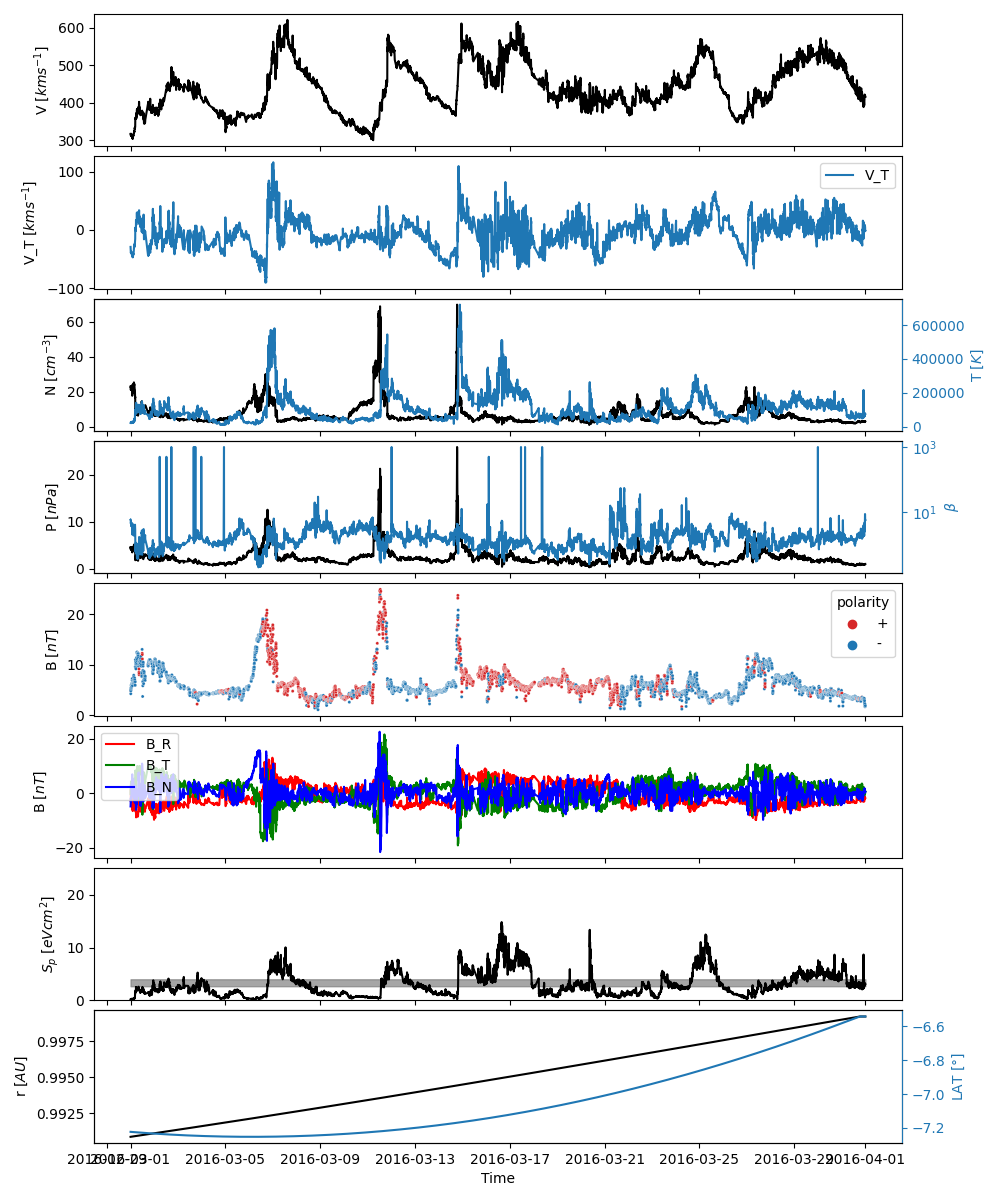 600
500
400
300
V [kms⁻¹]
100
0
−100
V_T [kms⁻¹]
V_T
60
40
20
0
N [cm⁻³]
600000
400000
200000
0
T [K]
20
10
0
P [nPa]
10³
10¹
β
20
10
0
B [nT]
polarity
+
-
20
0
−20
B [nT]
B_R
B_T
B_N
20
10
0
S_p [eVcm²]
0.9975
0.9950
0.9925
r [AU]
−6.6
−6.8
−7.0
−7.2
LAT [°]
2016-03-01
2016-03-05
2016-03-09
2016-03-13
2016-03-17
2016-03-21
2016-03-25
2016-03-29
2016-04-01
Time